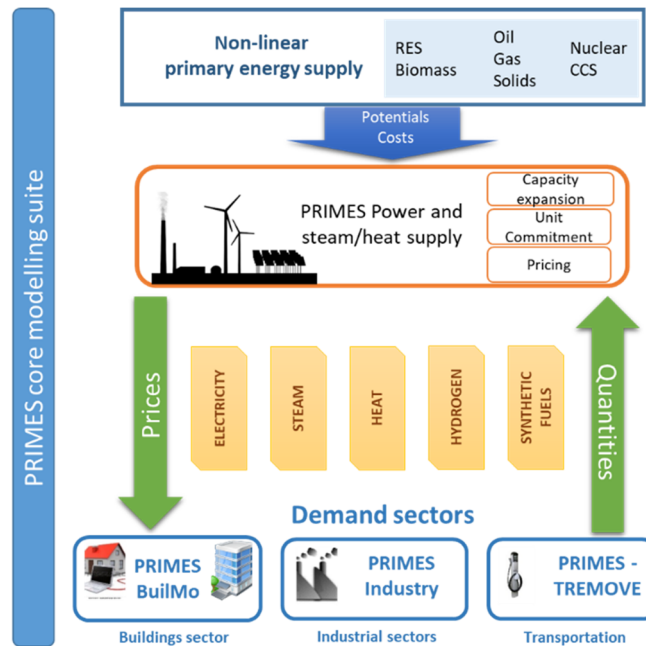 PRIMES core modelling suite
Non-linear
primary energy supply
RES
Biomass
Oil
Gas
Solids
Nuclear
CCS
Potentials
Costs
PRIMES Power and
steam/heat supply
Capacity
expansion
Unit
Commitment
Pricing
Prices
ELECTRICITY
STEAM
HEAT
HYDROGEN
SYNTHETIC
FUELS
Quantities
Demand sectors
PRIMES
BuilMo
PRIMES
Industry
PRIMES -
TREMOVE
Buildings sector
Industrial sectors
Transportation